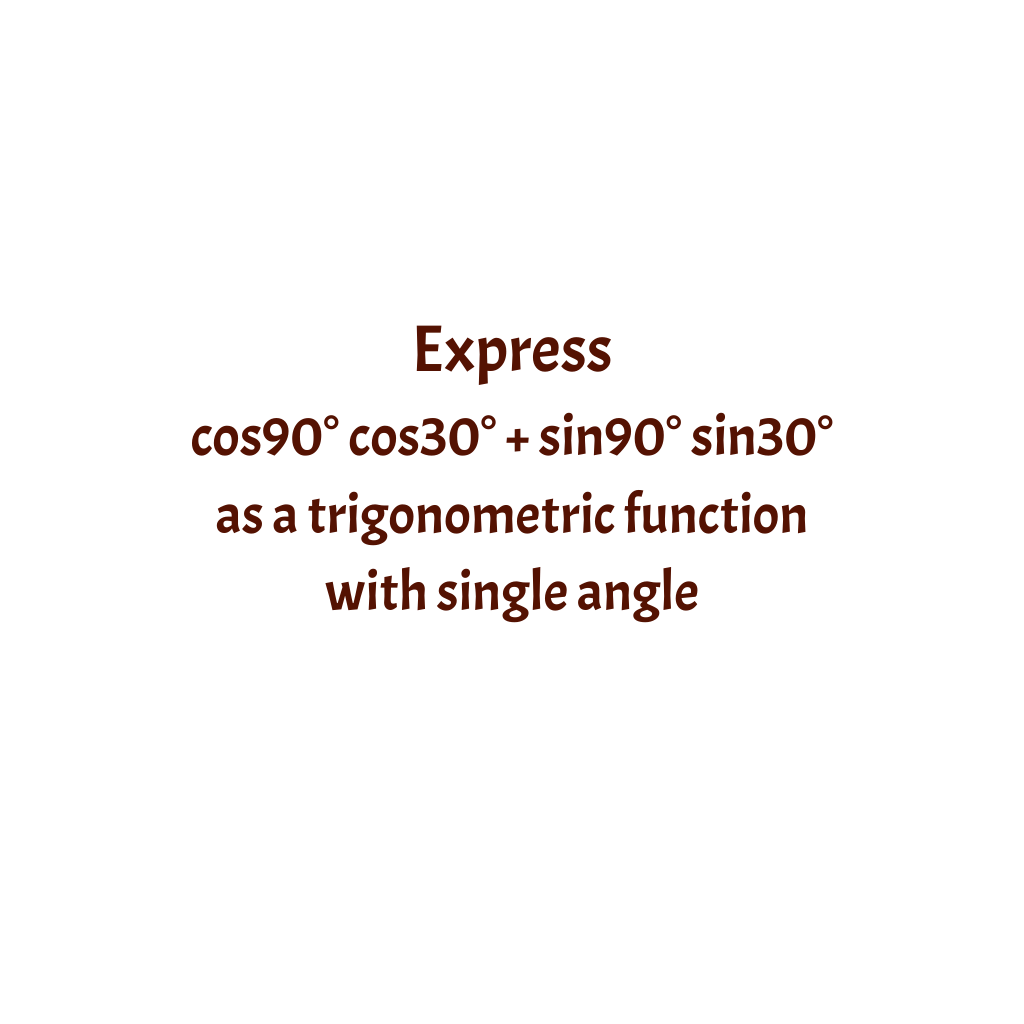 Express
cos90° cos30° + sin90° sin30°
as a trigonometric function
with single angle